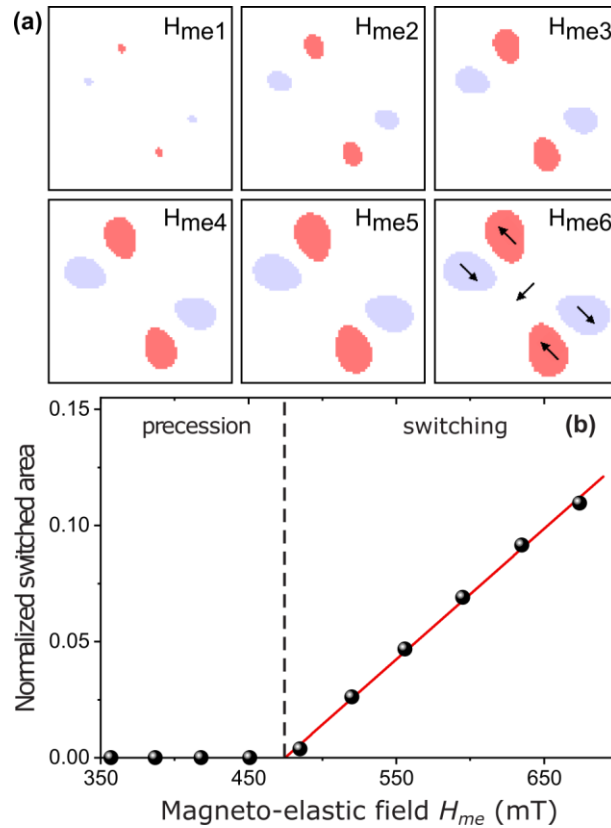 (a)
Hme1 Hme2 Hme3
Hme4 Hme5 Hme6
0.15
precession switching (b)
0.10
0.05
0.00
Normalized switched area
350 450 550 650
Magneto-elastic field Hme (mT)